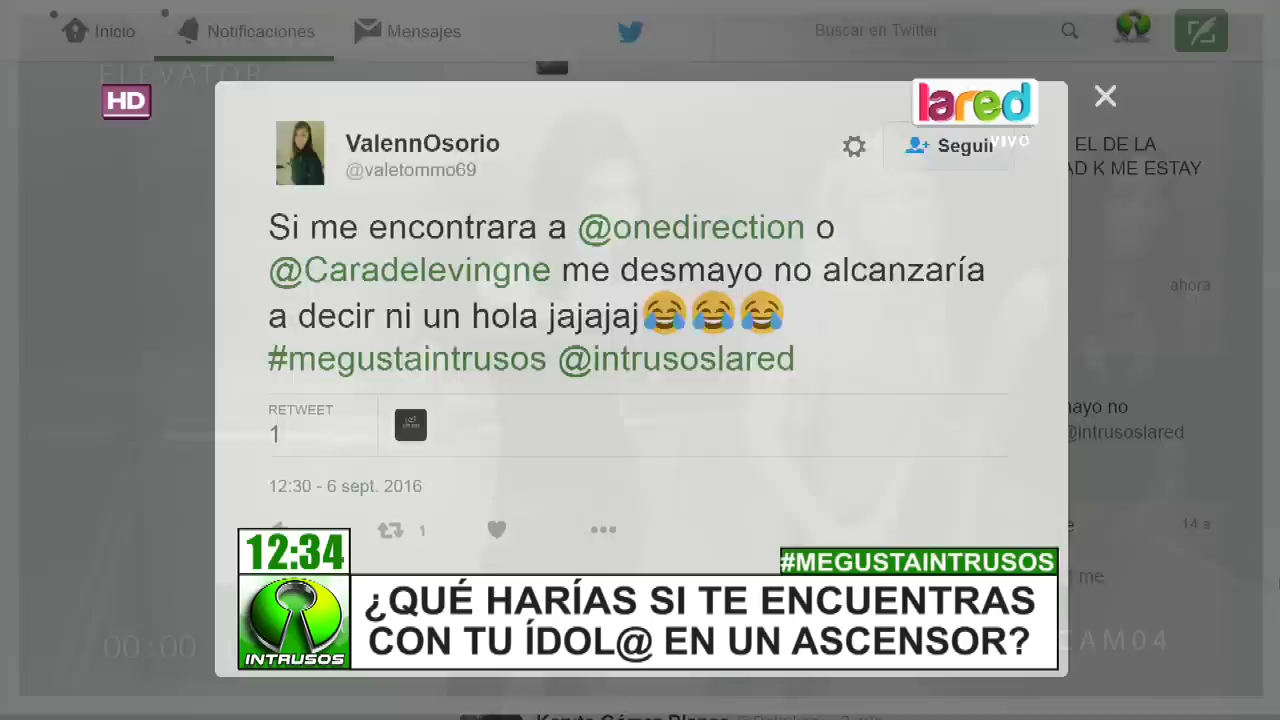 Inicio
Notificaciones
Mensajes
Buscar en Twitter
ELEVATOR
HD
lared
VIVO
ValennOsorio
@valetommo69
Seguir
EL DE LA
AD K ME ESTAY
Si me encontrara a @onedirection o
@Caradelevingne me desmayo no alcanzaría
a decir ni un hola jajajaj😂😂😂
#megustaintrusos @intrusoslared
ahora
RETWEET
1
mayo no
@intrusoslared
12:30 - 6 sept. 2016
1
14 a
me
12:34
#MEGUSTAINTRUSOS
¿QUÉ HARÍAS SI TE ENCUENTRAS
CON TU ÍDOL@ EN UN ASCENSOR?
INTRUSOS
00:00
CAM04